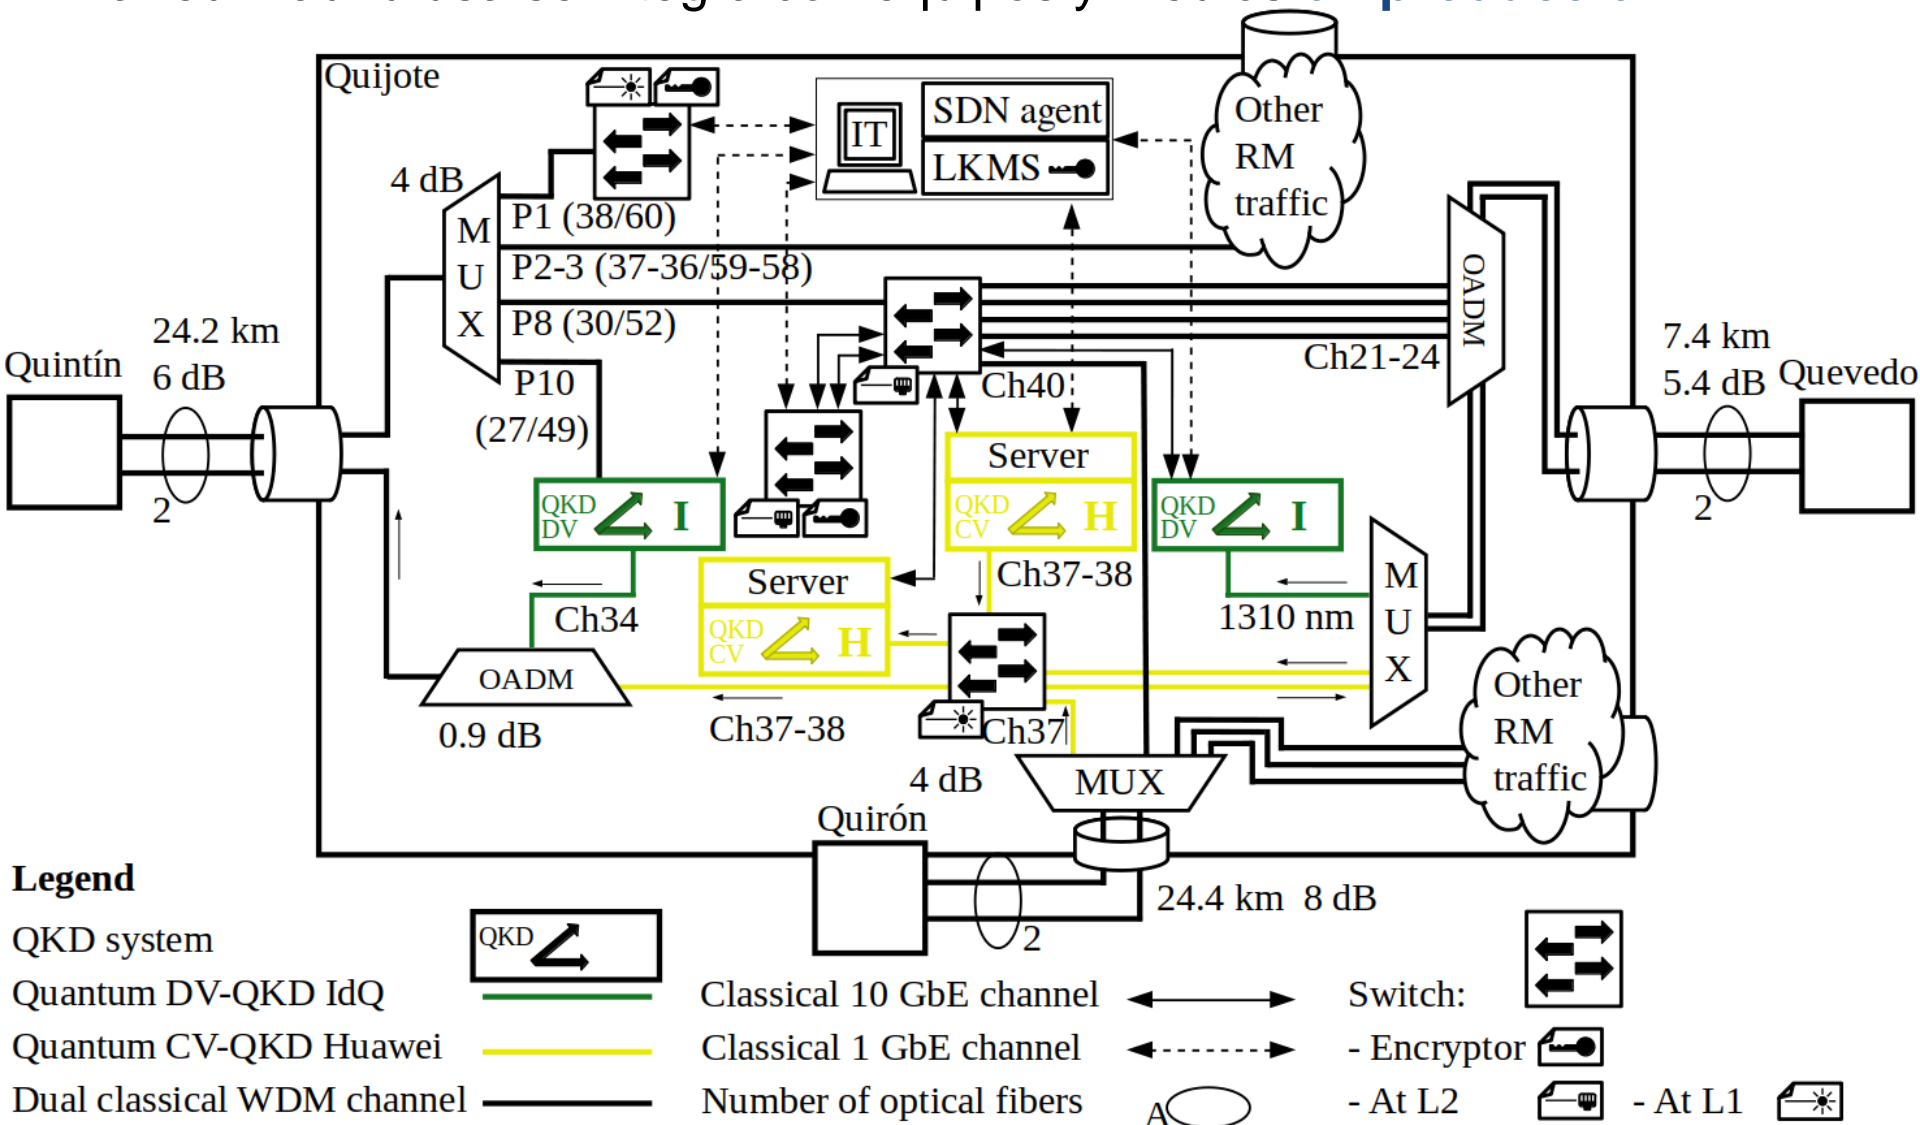 Quijote
4 dB
M
U
X
P1 (38/60)
P2-3 (37-36/59-58)
P8 (30/52)
P10
(27/49)
IT
SDN agent
LKMS
Other
RM
traffic
OADM
Ch21-24
Ch40
24.2 km
6 dB
Quintín
2
7.4 km
5.4 dB
Quevedo
2
QKD
DV
I
Server
QKD
CV
H
QKD
DV
I
Ch34
Server
QKD
CV
H
Ch37-38
1310 nm
M
U
X
OADM
0.9 dB
Ch37-38
Ch37
4 dB
MUX
Other
RM
traffic
Quirón
24.4 km 8 dB
2
Legend
QKD system
QKD
Quantum DV-QKD IdQ
Quantum CV-QKD Huawei
Dual classical WDM channel
Classical 10 GbE channel
Classical 1 GbE channel
Number of optical fibers
A
Switch:
- Encryptor
- At L2
- At L1